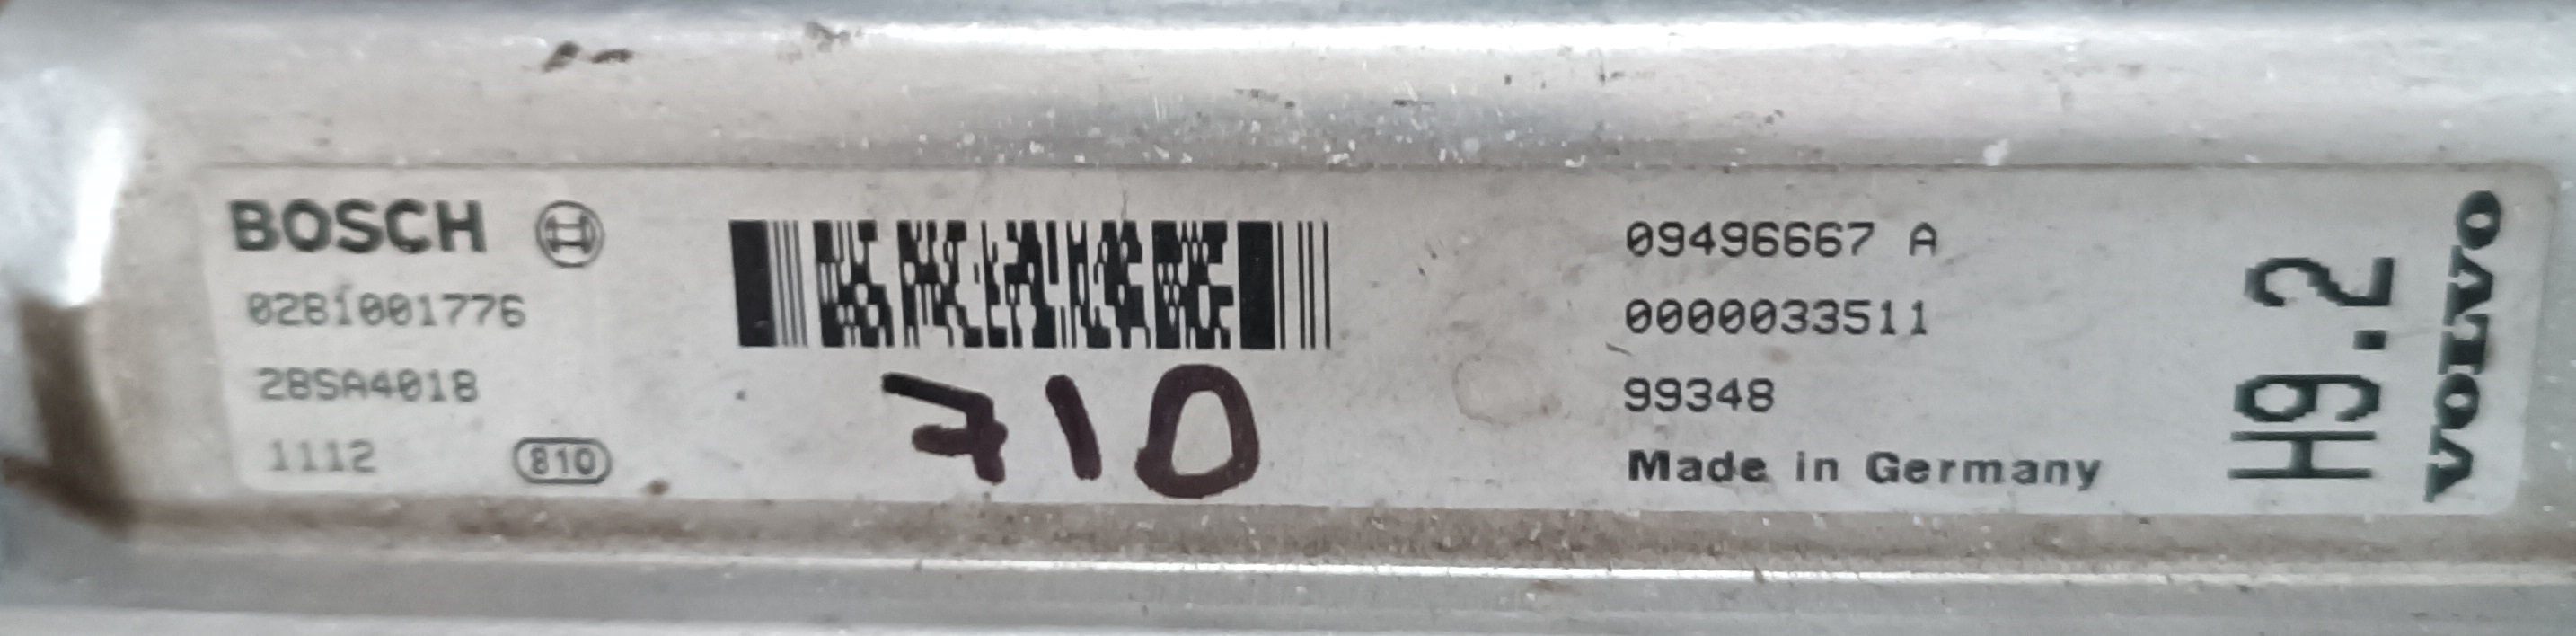 BOSCH
0281001776
28SA4018
1112 810
710
09496667 A
0000033511
99348
Made in Germany
H9.2
VOLVO